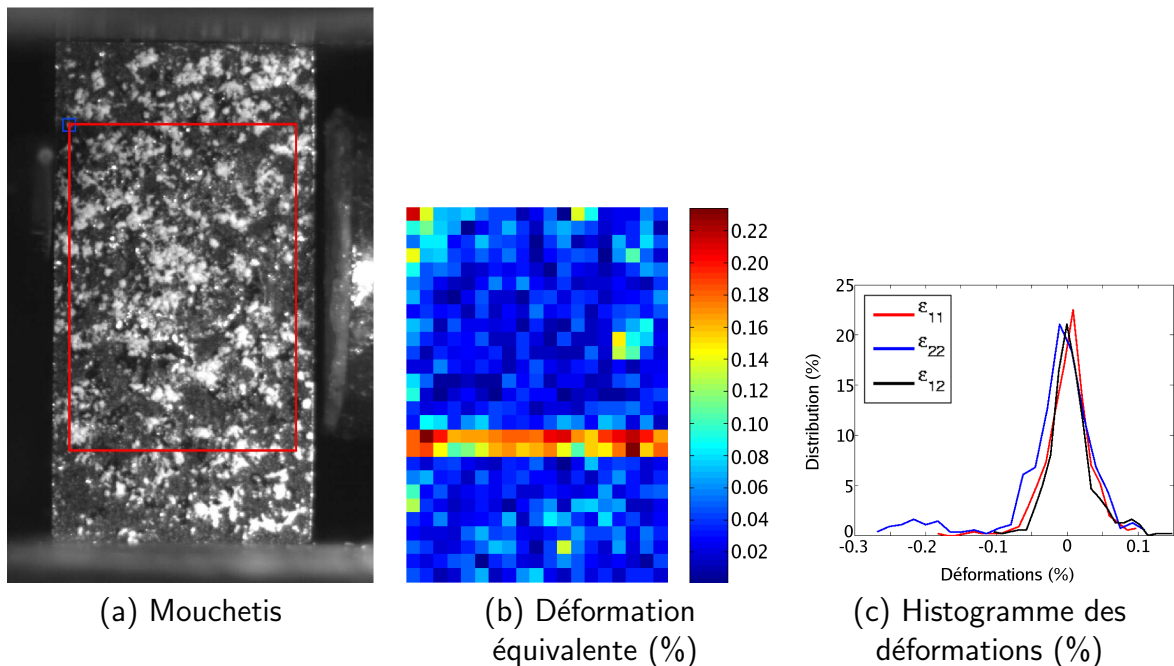 0.22
0.20
0.18
0.16
0.14
0.12
0.10
0.08
0.06
0.04
0.02
25
20
15
10
5
0
Distribution (%)
ε11
ε22
ε12
-0.3 -0.2 -0.1 0 0.1
Déformations (%)
(a) Mouchetis
(b) Déformation
équivalente (%)
(c) Histogramme des
déformations (%)